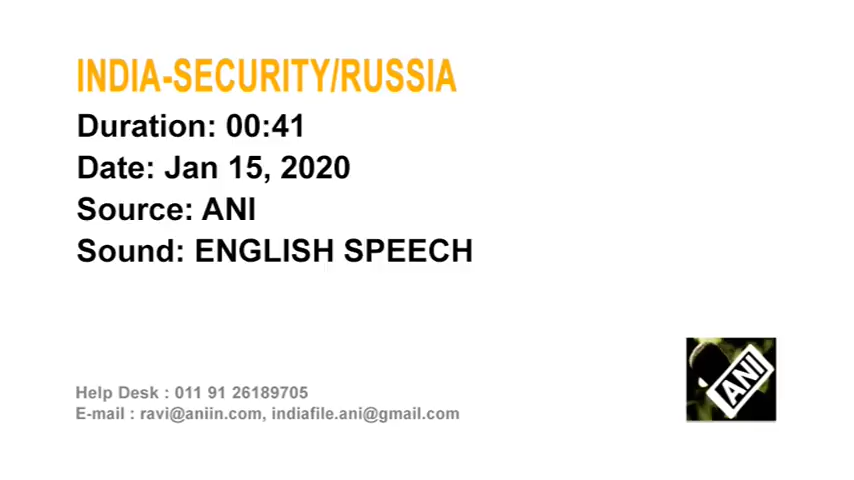 INDIA-SECURITY/RUSSIA
Duration: 00:41
Date: Jan 15, 2020
Source: ANI
Sound: ENGLISH SPEECH
Help Desk : 011 91 26189705
E-mail : ravi@aniin.com, indiafile.ani@gmail.com
ANI